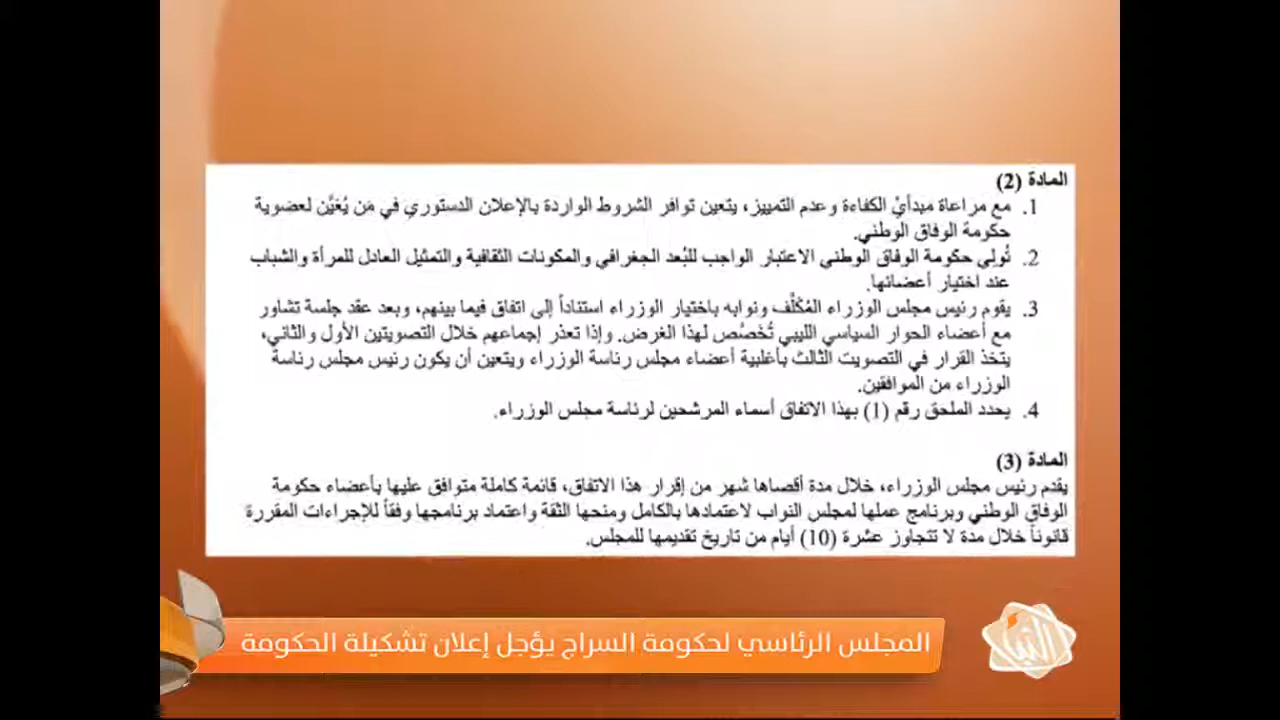 المادة (2)
1. مع مراعاة مبدأيْ الكفاءة وعدم التمييز، يتعين توافر الشروط الواردة بالإعلان الدستوري في مَن يُعَيَّن لعضوية
حكومة الوفاق الوطني.
2. تُولِي حكومة الوفاق الوطني الاعتبار الواجب للبُعد الجغرافي والمكونات الثقافية والتمثيل العادل للمرأة والشباب
عند اختيار أعضائها.
3. يقوم رئيس مجلس الوزراء المُكَلَّف ونوابه باختيار الوزراء استناداً إلى اتفاق فيما بينهم، وبعد عقد جلسة تشاور
مع أعضاء الحوار السياسي الليبي تُخَصَّص لهذا الغرض. وإذا تعذر إجماعهم خلال التصويتين الأول والثاني،
يتخذ القرار في التصويت الثالث بأغلبية أعضاء مجلس رئاسة الوزراء ويتعين أن يكون رئيس مجلس رئاسة
الوزراء من الموافقين.
4. يحدد الملحق رقم (1) بهذا الاتفاق أسماء المرشحين لرئاسة مجلس الوزراء.
المادة (3)
يقدم رئيس مجلس الوزراء، خلال مدة أقصاها شهر من إقرار هذا الاتفاق، قائمة كاملة متوافق عليها بأعضاء حكومة
الوفاق الوطني وبرنامج عملها لمجلس النواب لاعتمادها بالكامل ومنحها الثقة واعتماد برنامجها وفقاً للإجراءات المقررة
قانوناً خلال مدة لا تتجاوز عشرة (10) أيام من تاريخ تقديمها للمجلس.
المجلس الرئاسي لحكومة السراج يؤجل إعلان تشكيلة الحكومة
النبأ